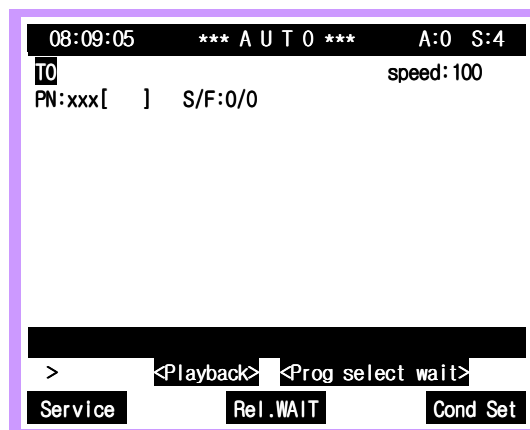 08:09:05 *** A U T O *** A:0 S:4
T0 speed:100
PN:xxx[ ] S/F:0/0
> <Playback> <Prog select wait>
Service Rel.WAIT Cond Set